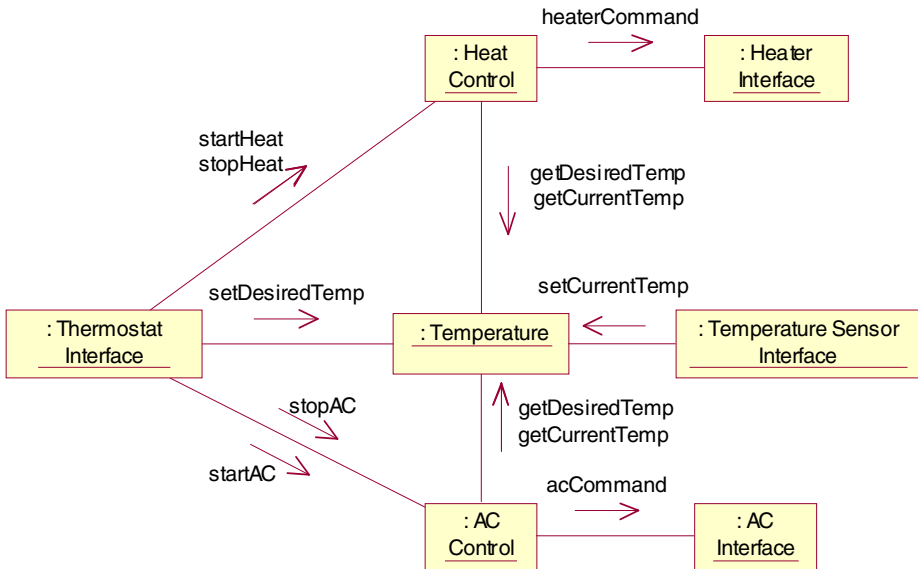 heaterCommand
: Heat
Control
: Heater
Interface
startHeat
stopHeat
getDesiredTemp
getCurrentTemp
setDesiredTemp
setCurrentTemp
: Thermostat
Interface
: Temperature
: Temperature Sensor
Interface
stopAC
getDesiredTemp
getCurrentTemp
startAC
acCommand
: AC
Control
: AC
Interface